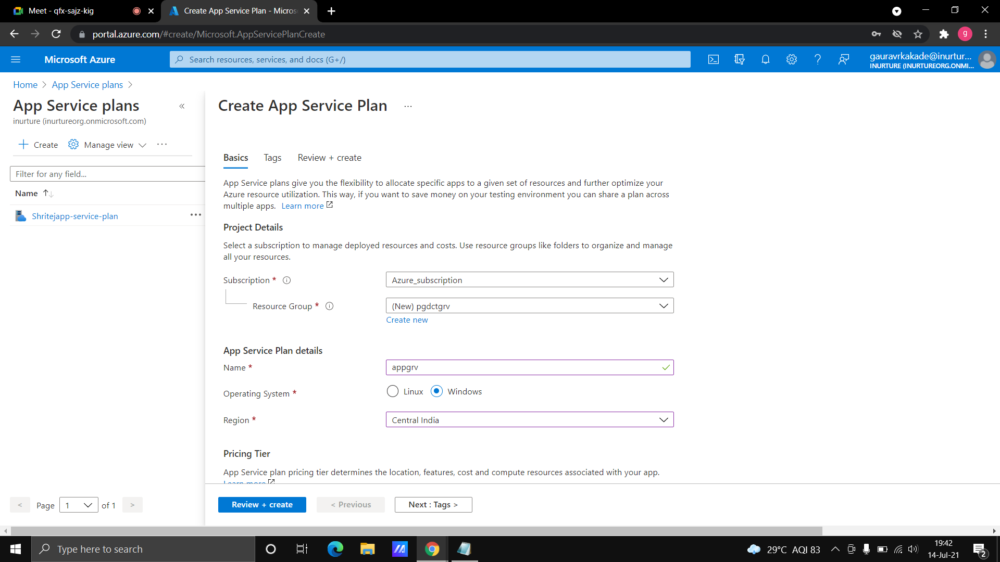 Meet - qfx-sajz-kig
Create App Service Plan - Micros
portal.azure.com/#create/Microsoft.AppServicePlanCreate
g
Microsoft Azure
Search resources, services, and docs (G+/)
gauravrkakade@inurtur...
INURTURE (INURTUREORG.ONMI...
Home > App Service plans >
App Service plans
inurture (inurtureorg.onmicrosoft.com)
Create
Manage view
Filter for any field...
Name
Shritejapp-service-plan
Page 1 of 1
Create App Service Plan
Basics
Tags
Review + create
App Service plans give you the flexibility to allocate specific apps to a given set of resources and further optimize your
Azure resource utilization. This way, if you want to save money on your testing environment you can share a plan across
multiple apps. Learn more
Project Details
Select a subscription to manage deployed resources and costs. Use resource groups like folders to organize and manage
all your resources.
Subscription *
Azure_subscription
Resource Group *
(New) pgdctgrv
Create new
App Service Plan details
Name *
appgrv
Operating System *
Linux
Windows
Region *
Central India
Pricing Tier
App Service plan pricing tier determines the location, features, cost and compute resources associated with your app.
Learn more
Review + create
< Previous
Next : Tags >
Type here to search
29°C AQI 83
19:42
14-Jul-21
2